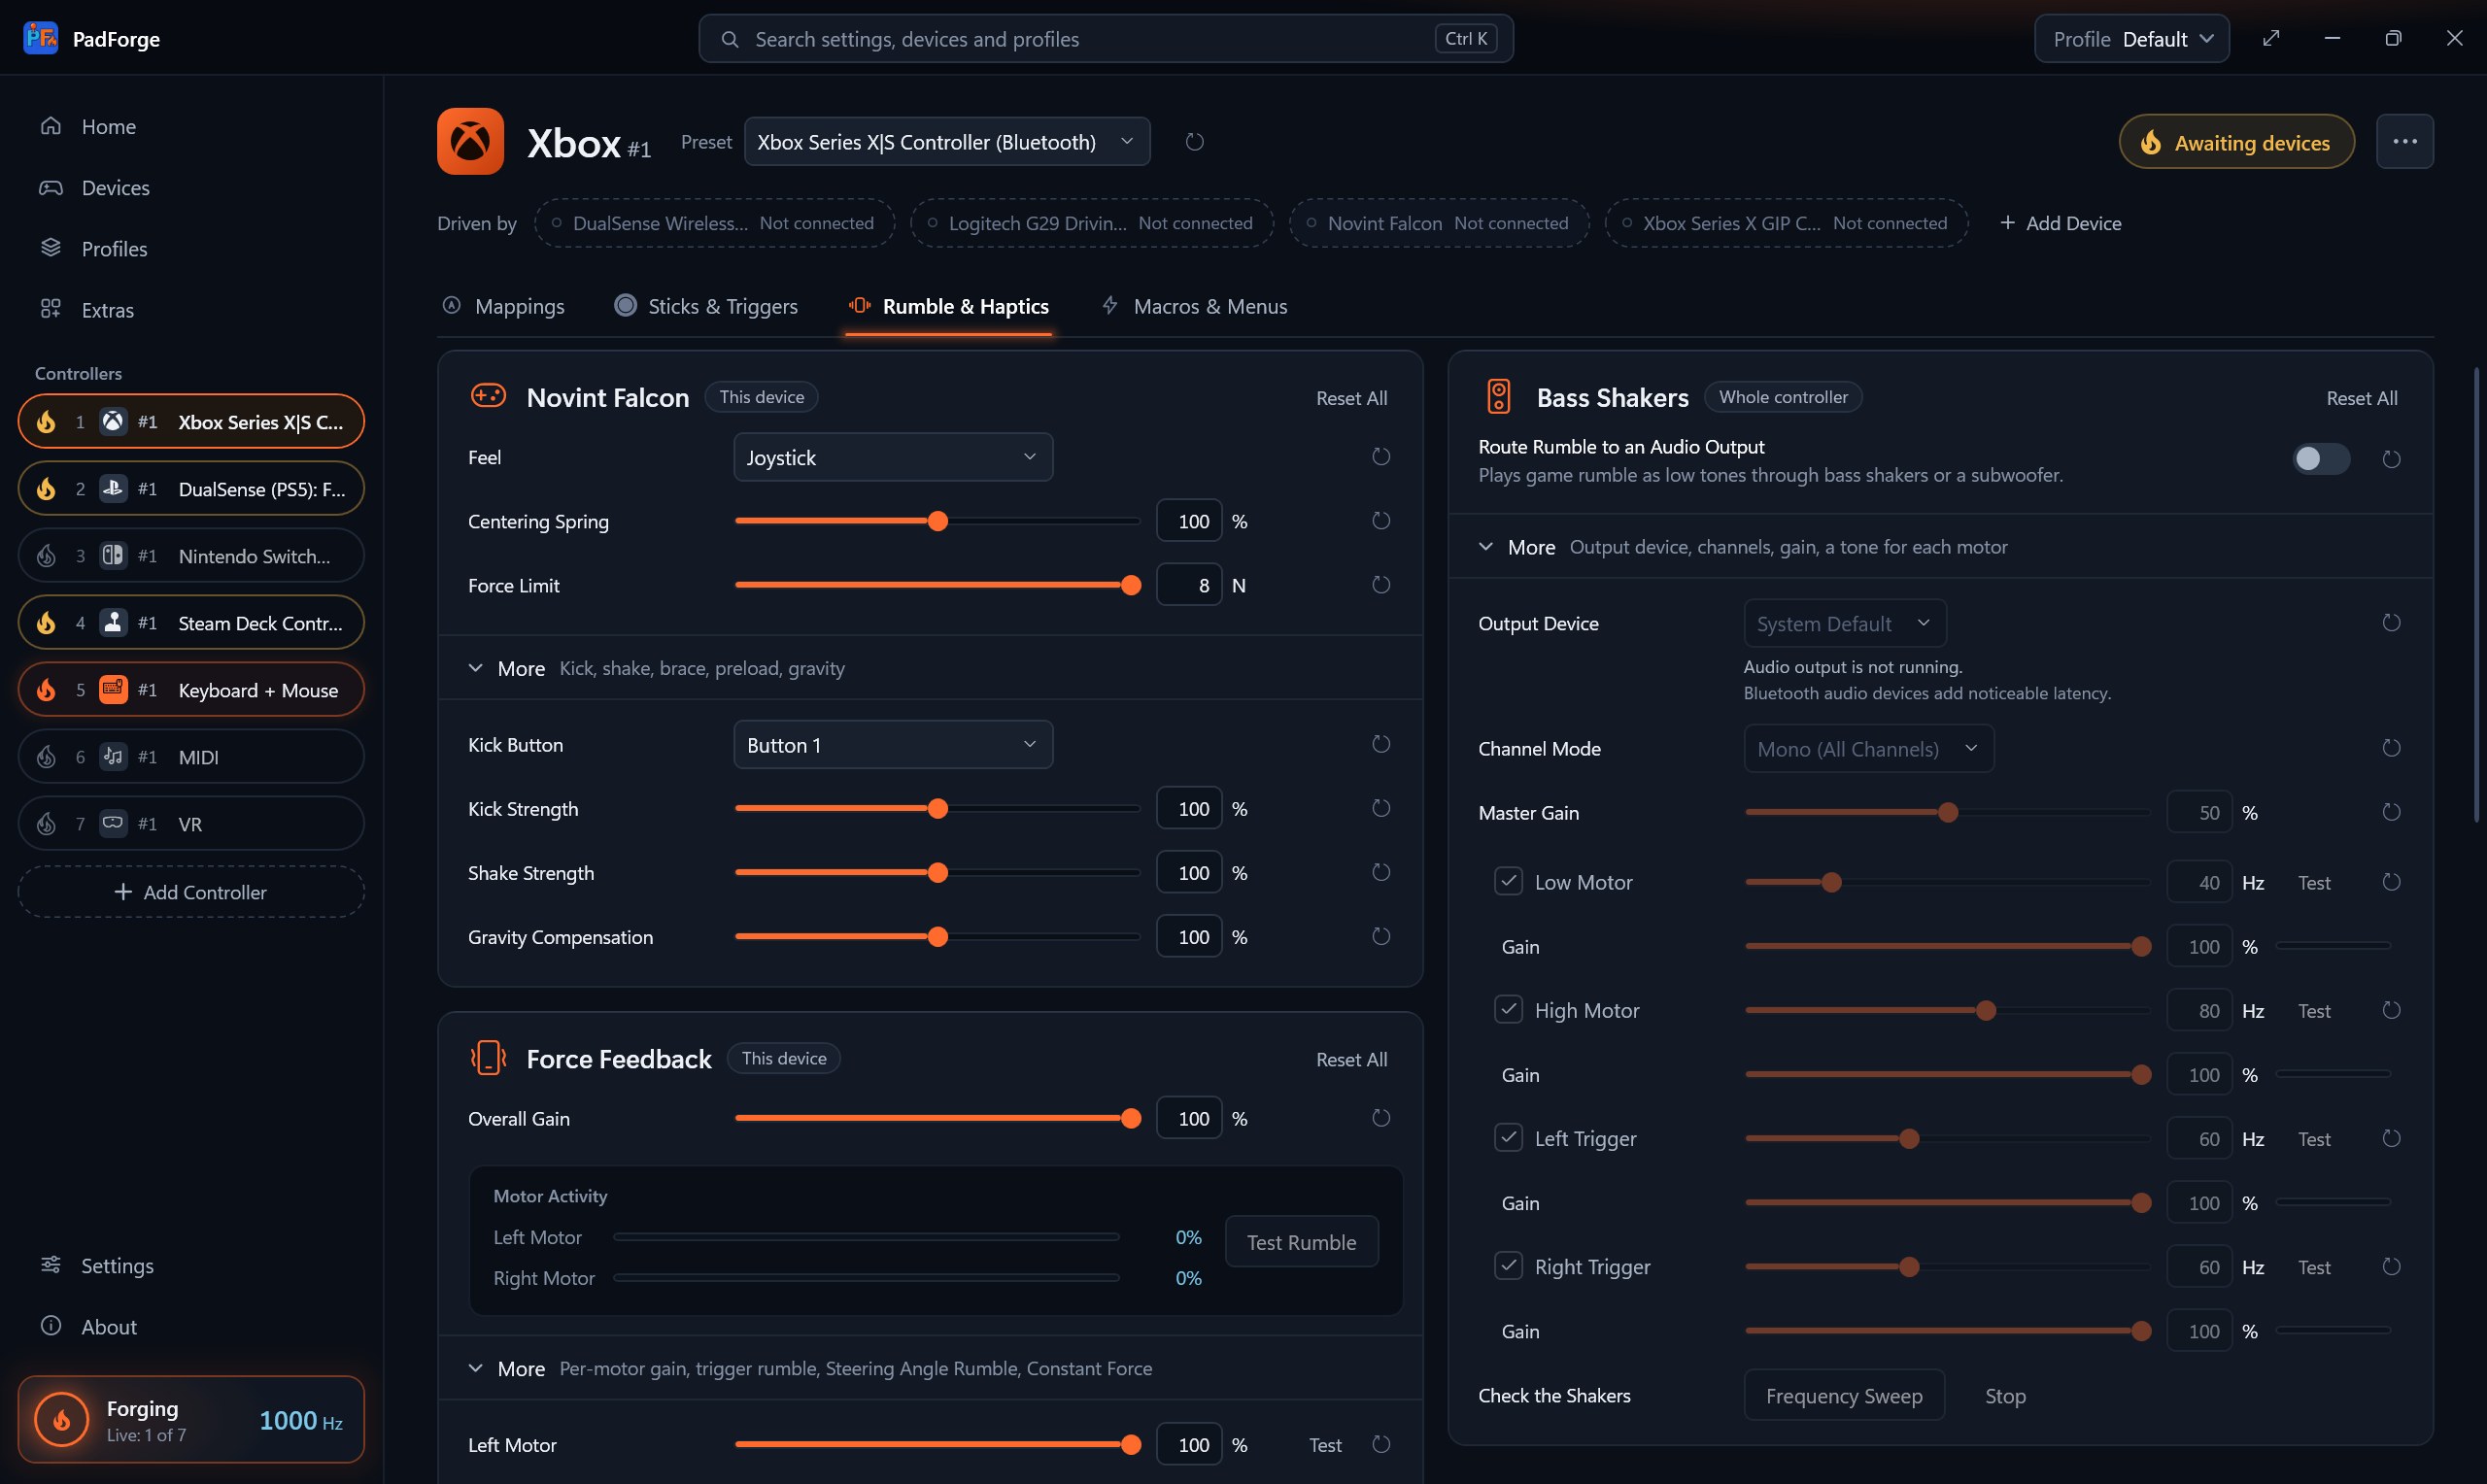 PadForge
Search settings, devices and profiles
Ctrl K
Profile Default
Home
Devices
Profiles
Extras
Controllers
1 #1 Xbox Series X|S C...
2 #1 DualSense (PS5): F...
3 #1 Nintendo Switch...
4 #1 Steam Deck Contr...
5 #1 Keyboard + Mouse
6 #1 MIDI
7 #1 VR
+ Add Controller
Settings
About
Forging
Live: 1 of 7
1000 Hz
Xbox #1
Preset
Xbox Series X|S Controller (Bluetooth)
Awaiting devices
...
Driven by
DualSense Wireless... Not connected
Logitech G29 Drivin... Not connected
Novint Falcon Not connected
Xbox Series X GIP C... Not connected
+ Add Device
Mappings
Sticks & Triggers
Rumble & Haptics
Macros & Menus
Novint Falcon
This device
Reset All
Feel
Joystick
Centering Spring
100 %
Force Limit
8 N
More Kick, shake, brace, preload, gravity
Kick Button
Button 1
Kick Strength
100 %
Shake Strength
100 %
Gravity Compensation
100 %
Force Feedback
This device
Reset All
Overall Gain
100 %
Motor Activity
Left Motor
0%
Right Motor
0%
Test Rumble
More Per-motor gain, trigger rumble, Steering Angle Rumble, Constant Force
Left Motor
100 %
Test
Bass Shakers
Whole controller
Reset All
Route Rumble to an Audio Output
Plays game rumble as low tones through bass shakers or a subwoofer.
More Output device, channels, gain, a tone for each motor
Output Device
System Default
Audio output is not running.
Bluetooth audio devices add noticeable latency.
Channel Mode
Mono (All Channels)
Master Gain
50 %
Low Motor
40 Hz Test
Gain
100 %
High Motor
80 Hz Test
Gain
100 %
Left Trigger
60 Hz Test
Gain
100 %
Right Trigger
60 Hz Test
Gain
100 %
Check the Shakers
Frequency Sweep
Stop